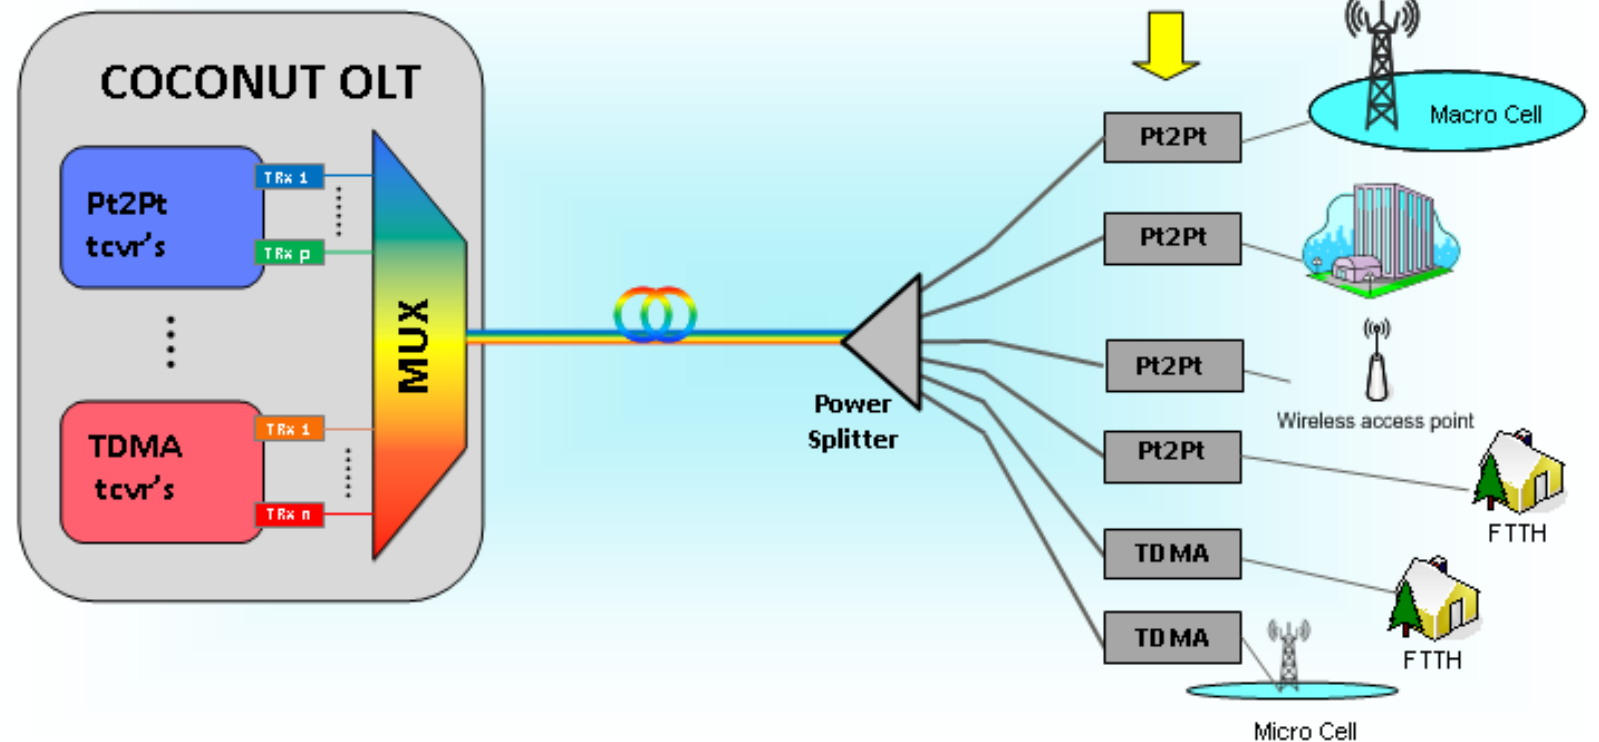 COCONUT OLT
Pt2Pt
tcvr's
TRx 1
TRx p
TDMA
tcvr's
TRx 1
TRx n
MUX
Power
Splitter
Pt2Pt
Macro Cell
Pt2Pt
Pt2Pt
Wireless access point
Pt2Pt
FTTH
TDMA
FTTH
TDMA
Micro Cell